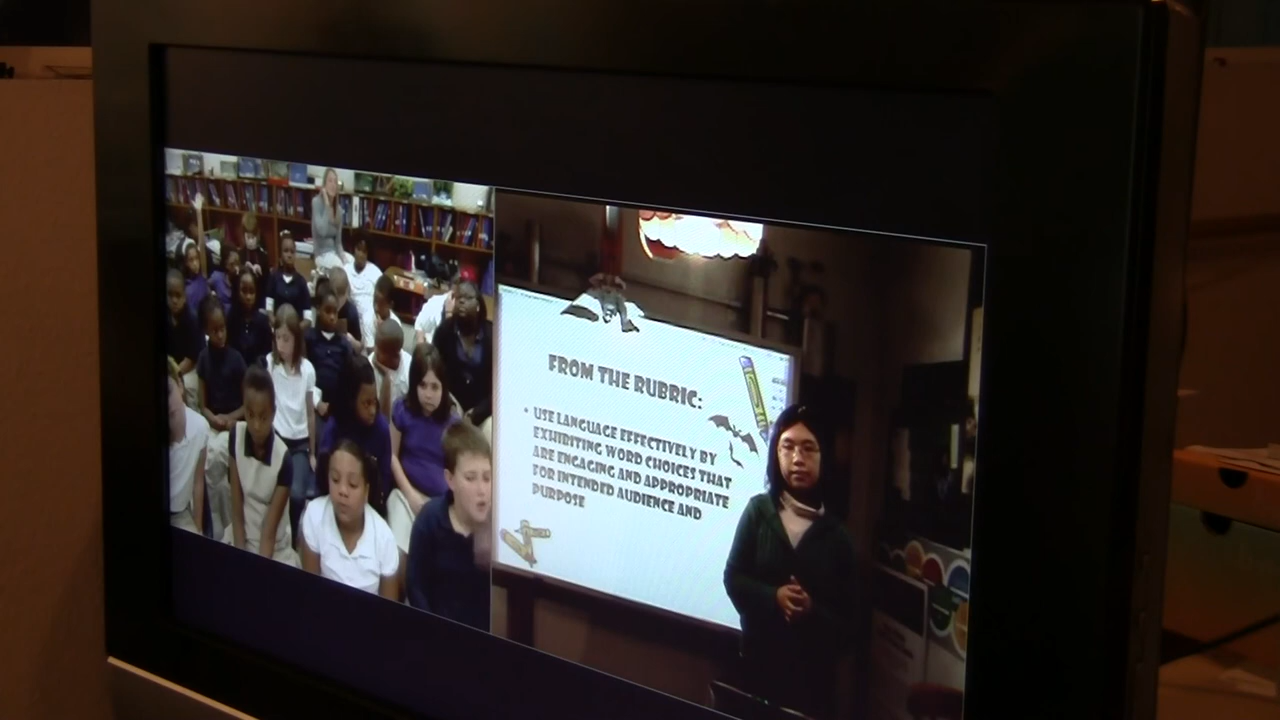 FROM THE RUBRIC:
• USE LANGUAGE EFFECTIVELY BY
EXHIBITING WORD CHOICES THAT
ARE ENGAGING AND APPROPRIATE
FOR INTENDED AUDIENCE AND
PURPOSE